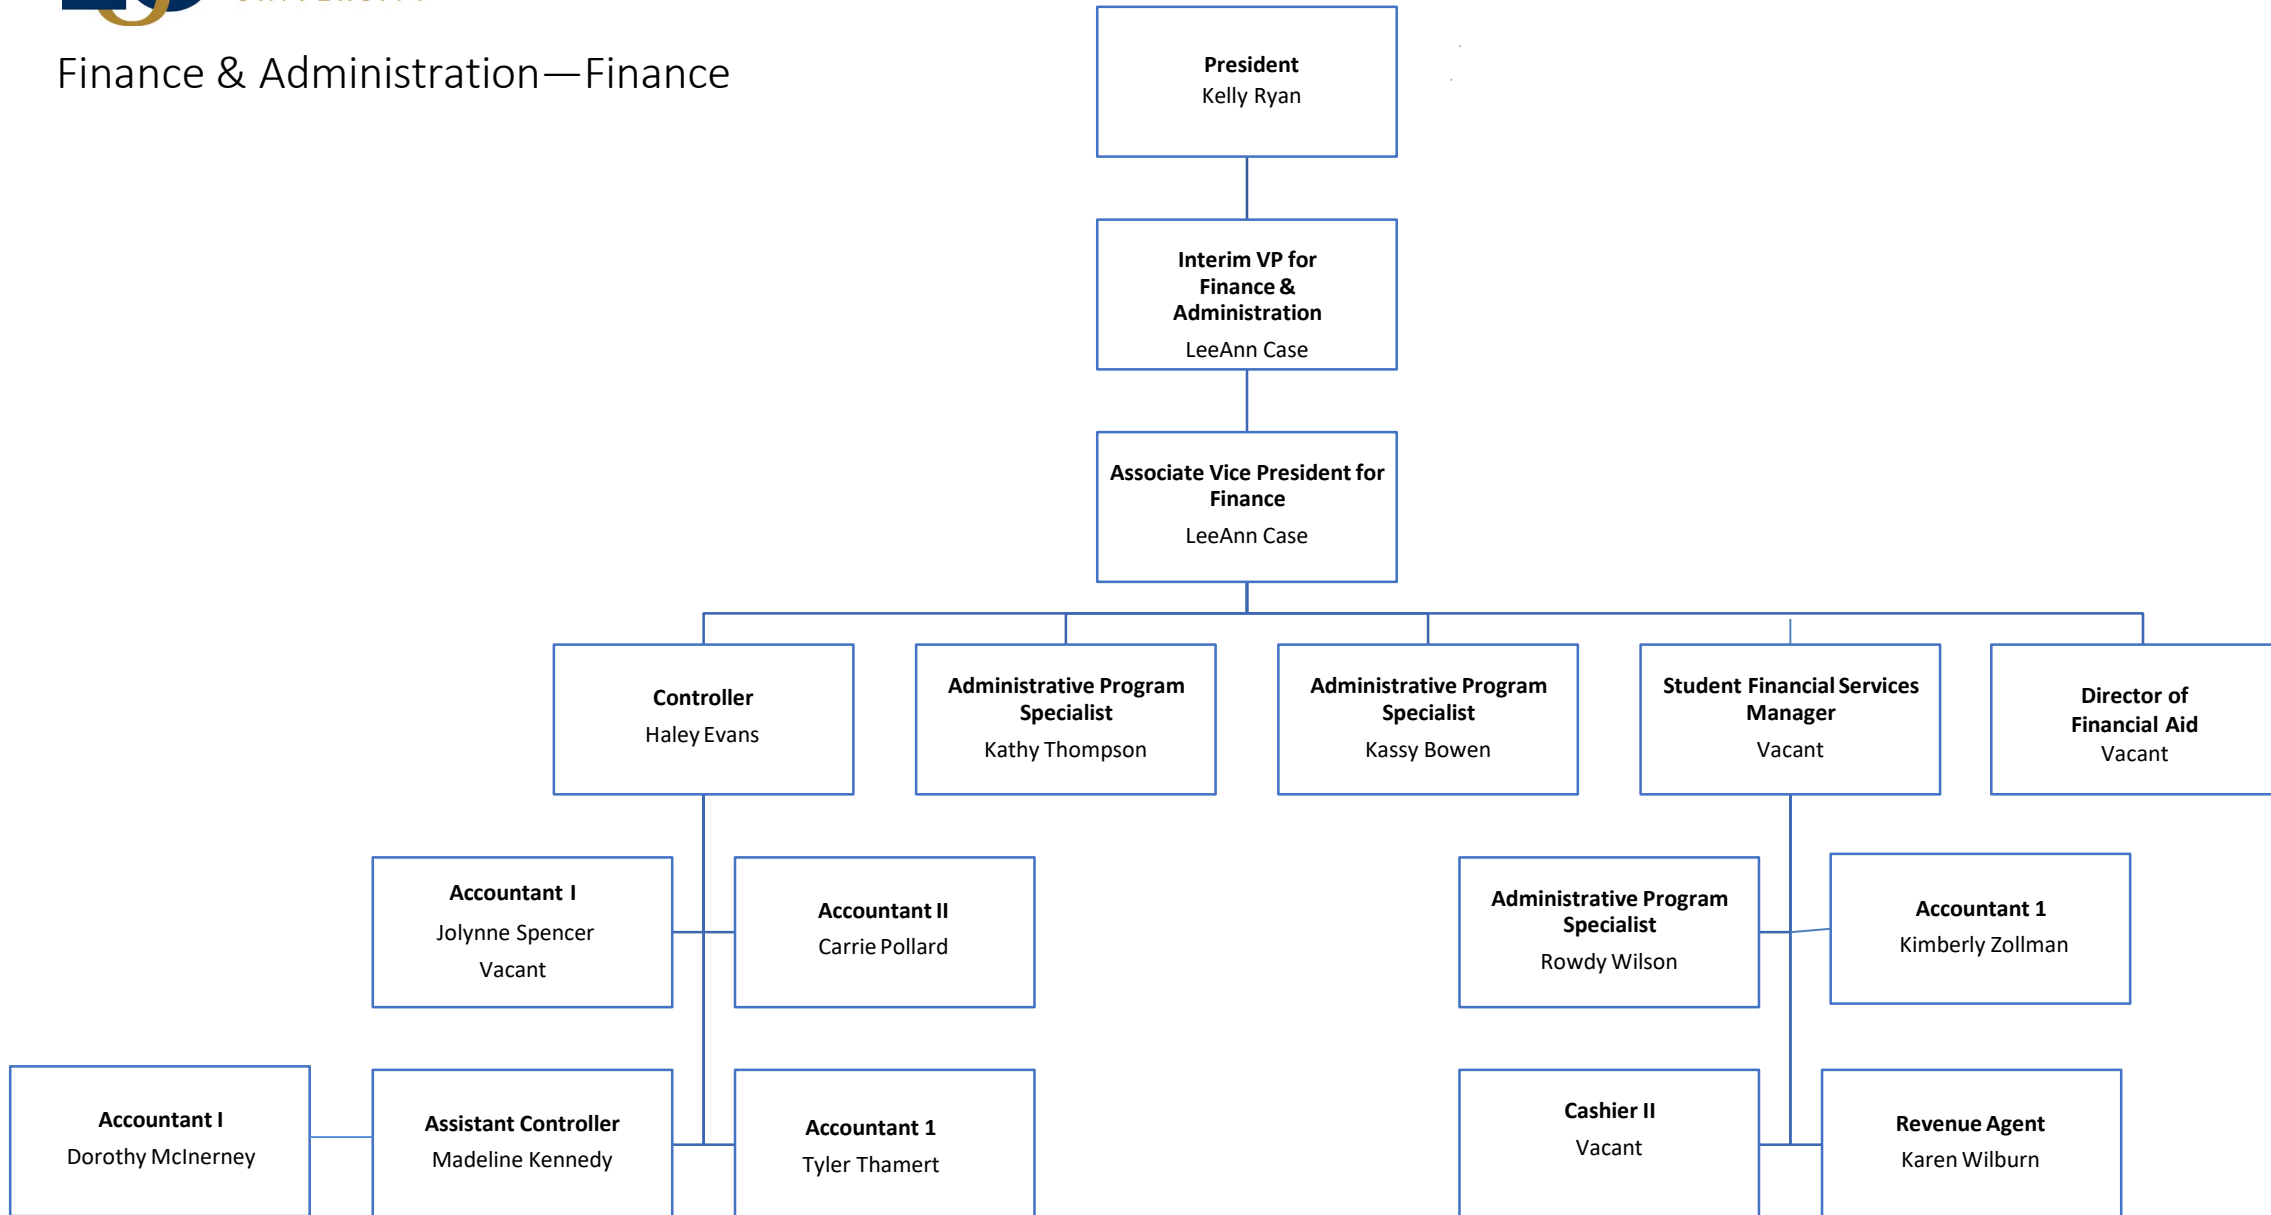 Finance & Administration—Finance
President
Kelly Ryan
Interim VP for
Finance &
Administration
LeeAnn Case
Associate Vice President for
Finance
LeeAnn Case
Controller
Haley Evans
Administrative Program
Specialist
Kathy Thompson
Administrative Program
Specialist
Kassy Bowen
Student Financial Services
Manager
Vacant
Director of
Financial Aid
Vacant
Accountant I
Jolynne Spencer
Vacant
Accountant II
Carrie Pollard
Administrative Program
Specialist
Rowdy Wilson
Accountant 1
Kimberly Zollman
Accountant I
Dorothy McInerney
Assistant Controller
Madeline Kennedy
Accountant 1
Tyler Thamert
Cashier II
Vacant
Revenue Agent
Karen Wilburn